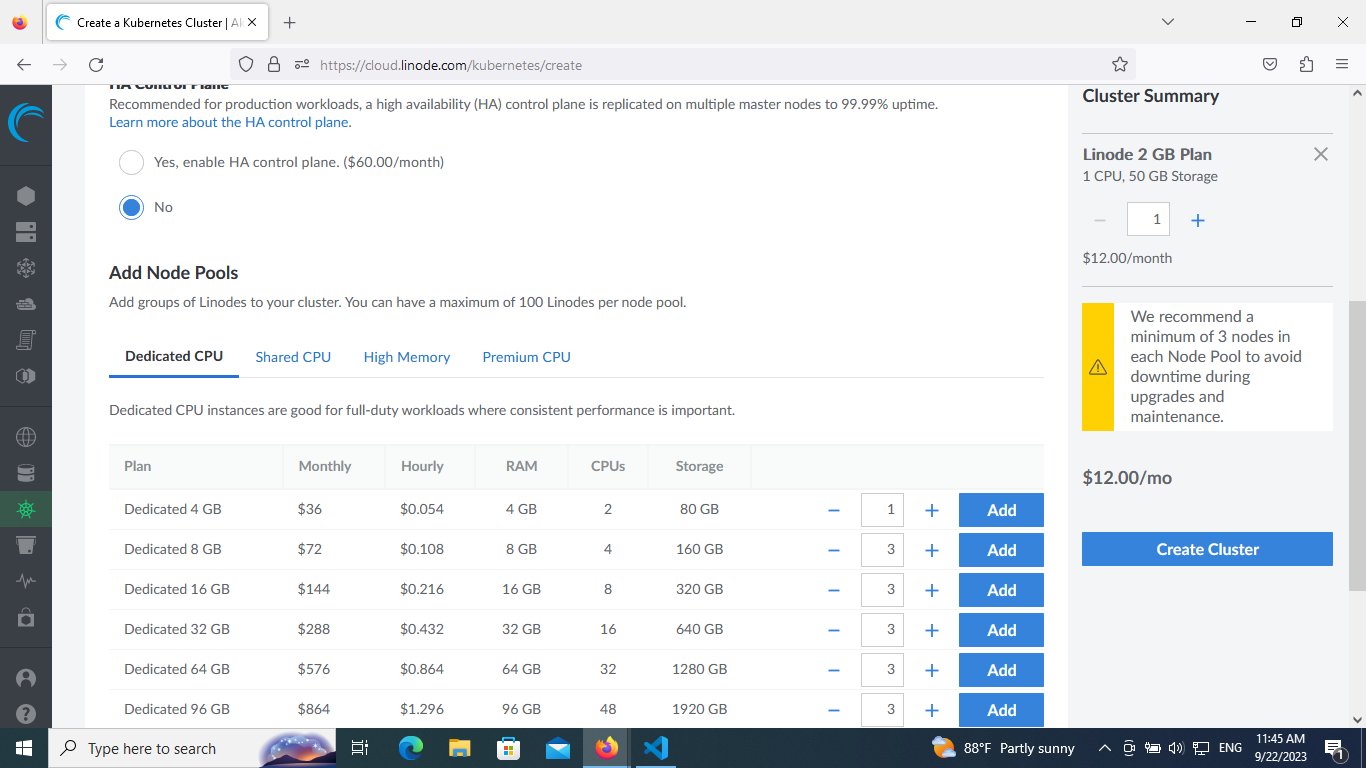 Create a Kubernetes Cluster | Ak
https://cloud.linode.com/kubernetes/create
HA Control Plane
Recommended for production workloads, a high availability (HA) control plane is replicated on multiple master nodes to 99.99% uptime.
Learn more about the HA control plane.
Yes, enable HA control plane. ($60.00/month)
No
Add Node Pools
Add groups of Linodes to your cluster. You can have a maximum of 100 Linodes per node pool.
Dedicated CPU Shared CPU High Memory Premium CPU
Dedicated CPU instances are good for full-duty workloads where consistent performance is important.
Plan Monthly Hourly RAM CPUs Storage
Dedicated 4 GB $36 $0.054 4 GB 2 80 GB 1 Add
Dedicated 8 GB $72 $0.108 8 GB 4 160 GB 3 Add
Dedicated 16 GB $144 $0.216 16 GB 8 320 GB 3 Add
Dedicated 32 GB $288 $0.432 32 GB 16 640 GB 3 Add
Dedicated 64 GB $576 $0.864 64 GB 32 1280 GB 3 Add
Dedicated 96 GB $864 $1.296 96 GB 48 1920 GB 3 Add
Cluster Summary
Linode 2 GB Plan
1 CPU, 50 GB Storage
1
$12.00/month
We recommend a
minimum of 3 nodes in
each Node Pool to avoid
downtime during
upgrades and
maintenance.
$12.00/mo
Create Cluster
Type here to search
88°F Partly sunny
ENG
11:45 AM
9/22/2023
1